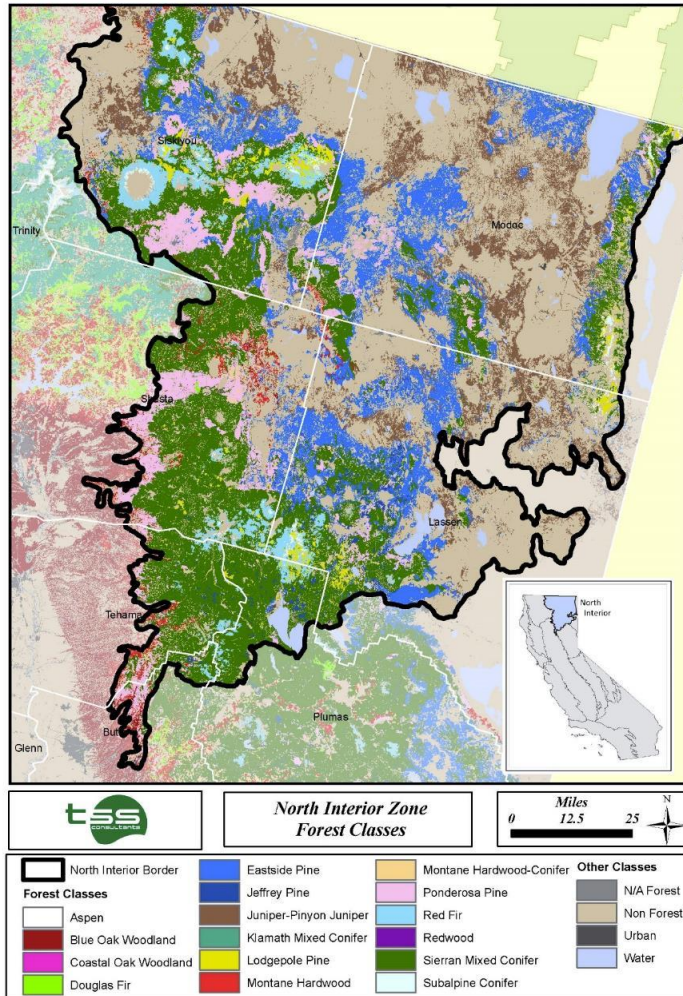 Siskiyou
Modoc
Trinity
Shasta
Lassen
Tehama
Plumas
Glenn
North
Interior
tss
consultants
North Interior Zone
Forest Classes
Miles
0 12.5 25
N
North Interior Border
Forest Classes
Aspen
Blue Oak Woodland
Coastal Oak Woodland
Douglas Fir
Eastside Pine
Jeffrey Pine
Juniper-Pinyon Juniper
Klamath Mixed Conifer
Lodgepole Pine
Montane Hardwood
Montane Hardwood-Conifer
Ponderosa Pine
Red Fir
Redwood
Sierran Mixed Conifer
Subalpine Conifer
Other Classes
N/A Forest
Non Forest
Urban
Water